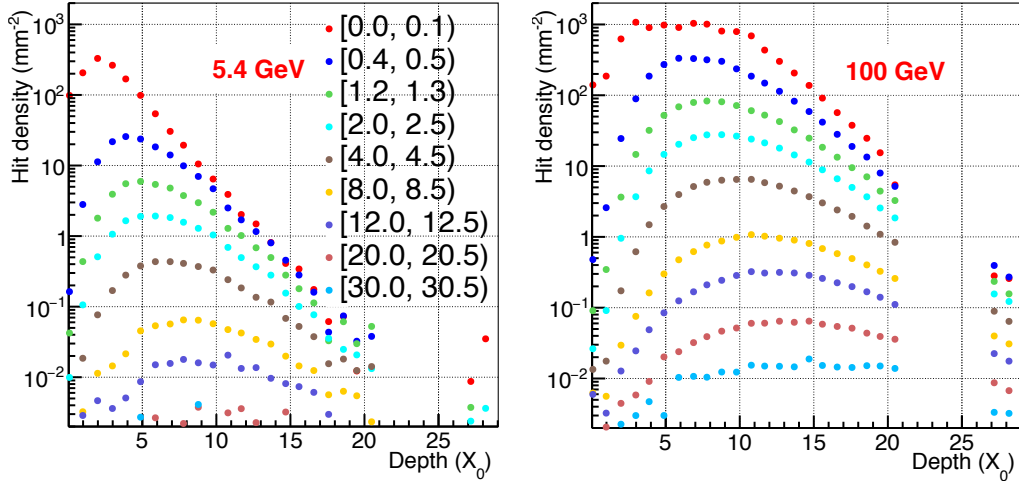 Hit density (mm⁻²)
10³
10²
10
1
10⁻¹
10⁻²
5 10 15 20 25
Depth (X₀)
5.4 GeV
[0.0, 0.1)
[0.4, 0.5)
[1.2, 1.3)
[2.0, 2.5)
[4.0, 4.5)
[8.0, 8.5)
[12.0, 12.5)
[20.0, 20.5)
[30.0, 30.5)
Hit density (mm⁻²)
10³
10²
10
1
10⁻¹
10⁻²
5 10 15 20 25
Depth (X₀)
100 GeV